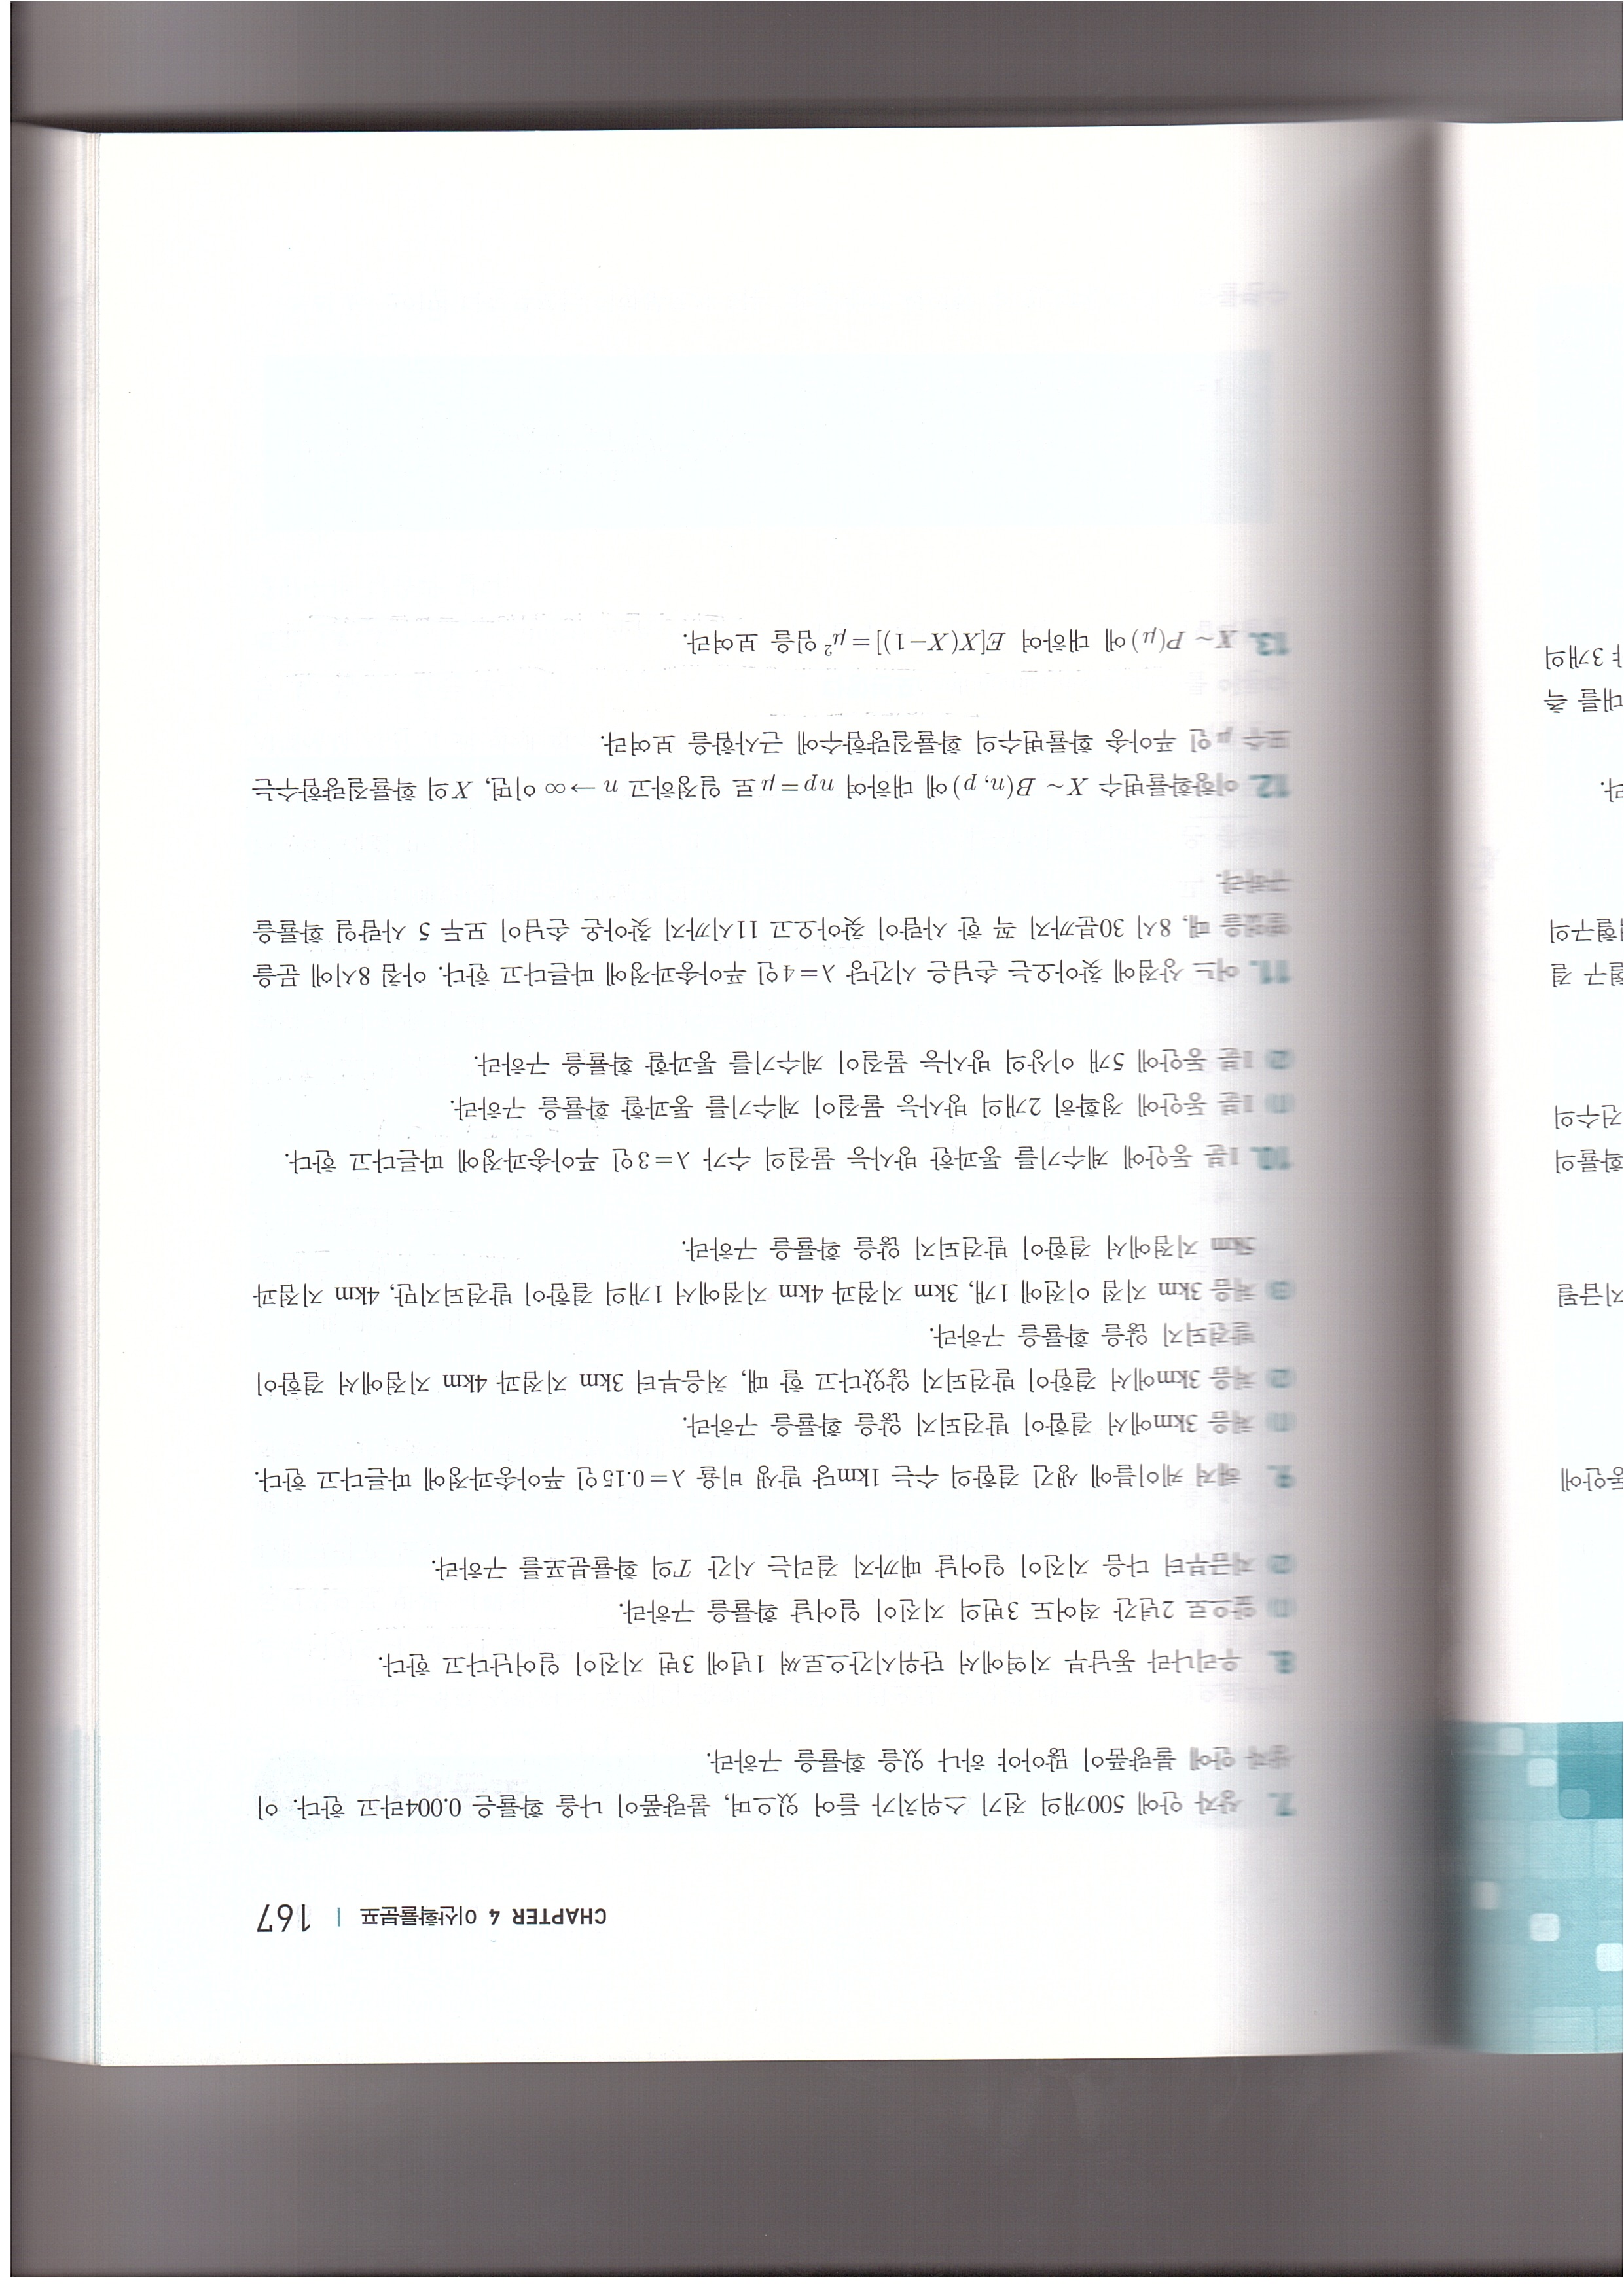 CHAPTER 4 이산확률분포 | 167
7. 상자 안에 500개의 전기 스위치가 들어 있으며, 불량품이 나올 확률은 0.004라고 한다. 이
상자 안에 불량품이 많아야 하나 있을 확률을 구하라.
8. 우리나라 동남부 지역에서 단위시간으로써 1년에 3번 지진이 일어난다고 한다.
(1) 앞으로 2년간 적어도 3번의 지진이 일어날 확률을 구하라.
(2) 지금부터 다음 지진이 일어날 때까지 걸리는 시간 T의 확률분포를 구하라.
동안에
9. 해저 케이블에 생긴 결함의 수는 1km당 발생 비율 λ=0.15인 푸아송과정에 따른다고 한다.
(1) 처음 3km에서 결함이 발견되지 않을 확률을 구하라.
(2) 처음 3km에서 결함이 발견되지 않았다고 할 때, 처음부터 3km 지점과 4km 지점에서 결함이
발견되지 않을 확률을 구하라.
지급될
(3) 처음 3km 지점 이전에 1개, 3km 지점과 4km 지점에서 1개의 결함이 발견되지만, 4km 지점과
5km 지점에서 결함이 발견되지 않을 확률을 구하라.
확률의
10. 1분 동안에 계수기를 통과한 방사능 물질의 수가 λ=3인 푸아송과정에 따른다고 한다.
건수의
(1) 1분 동안에 정확히 2개의 방사능 물질이 계수기를 통과할 확률을 구하라.
(2) 1분 동안에 5개 이상의 방사능 물질이 계수기를 통과할 확률을 구하라.
혈구 결
11. 어느 상점에 찾아오는 손님은 시간당 λ=4인 푸아송과정에 따른다고 한다. 아침 8시에 문을
혈구의
열었을 때, 8시 30분까지 꼭 한 사람이 찾아오고 11시까지 찾아온 손님이 모두 5 사람일 확률을
구하라.
라.
12. 이항확률변수 X~ B(n, p)에 대하여 np=μ로 일정하고 n→∞이면, X의 확률질량함수는
모수 μ인 푸아송 확률변수의 확률질량함수에 근사함을 보여라.
대를 측
3개의
13. X~ P(μ)에 대하여 E[X(X-1)]=μ² 임을 보여라.